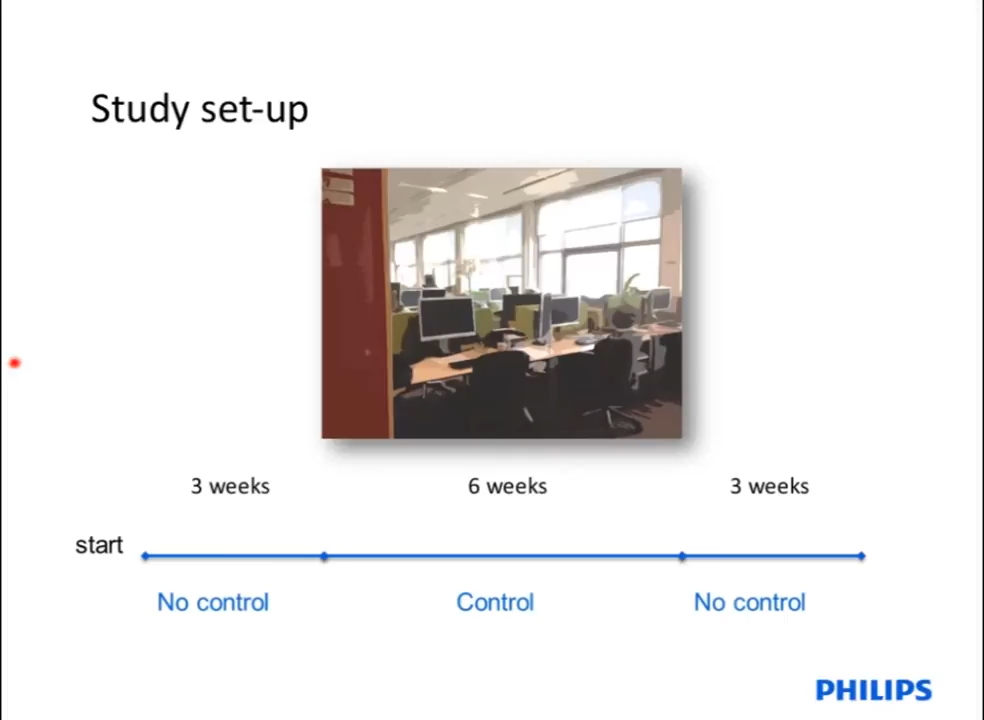 Study set-up
3 weeks
6 weeks
3 weeks
start
No control
Control
No control
PHILIPS